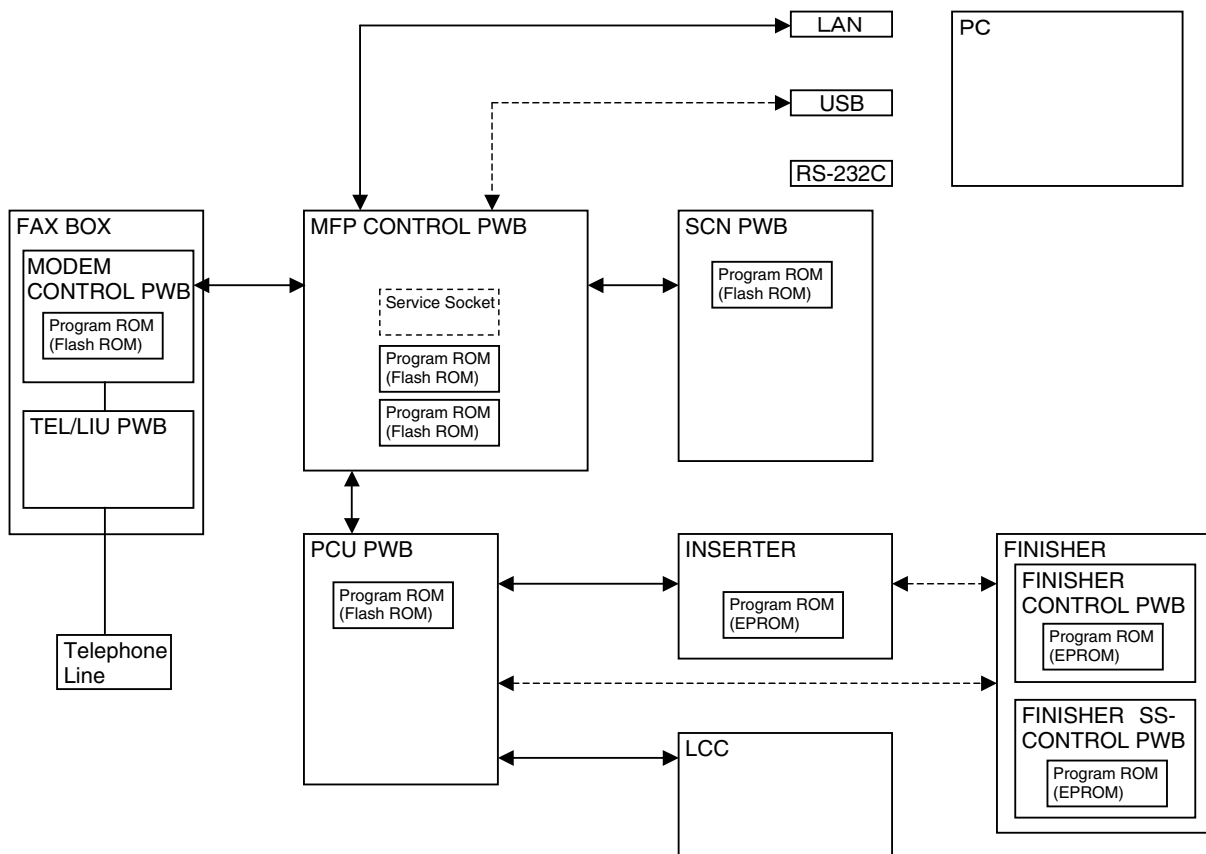 LAN
PC
USB
RS-232C
FAX BOX
MODEM
CONTROL PWB
Program ROM
(Flash ROM)
TEL/LIU PWB
Telephone
Line
MFP CONTROL PWB
Service Socket
Program ROM
(Flash ROM)
Program ROM
(Flash ROM)
SCN PWB
Program ROM
(Flash ROM)
PCU PWB
Program ROM
(Flash ROM)
INSERTER
Program ROM
(EPROM)
FINISHER
FINISHER
CONTROL PWB
Program ROM
(EPROM)
FINISHER SS-
CONTROL PWB
Program ROM
(EPROM)
LCC